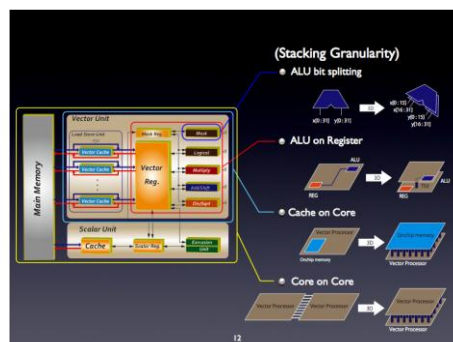 (Stacking Granularity)
ALU bit splitting
x[0 : 31]
y[0 : 31]
3D
x[0 : 15]
x[16 : 31]
y[0 : 15]
y[16 : 31]
ALU on Register
ALU
REG
3D
ALU
TSV
REG
Cache on Core
Vector Processor
Onchip memory
3D
Onchip memory
Vector Processor
Core on Core
Vector Processor
Vector Processor
3D
Vector Processor
Vector Processor
Main Memory
Vector Unit
Load Store Unit
Vector Cache
Vector Cache
Vector Cache
Mask Reg.
Vector
Reg.
Mask
Logical
Multiply
Add/Shift
Div/Sqrt
Scalar Unit
Cache
Scalar Reg.
Execution
Unit
12